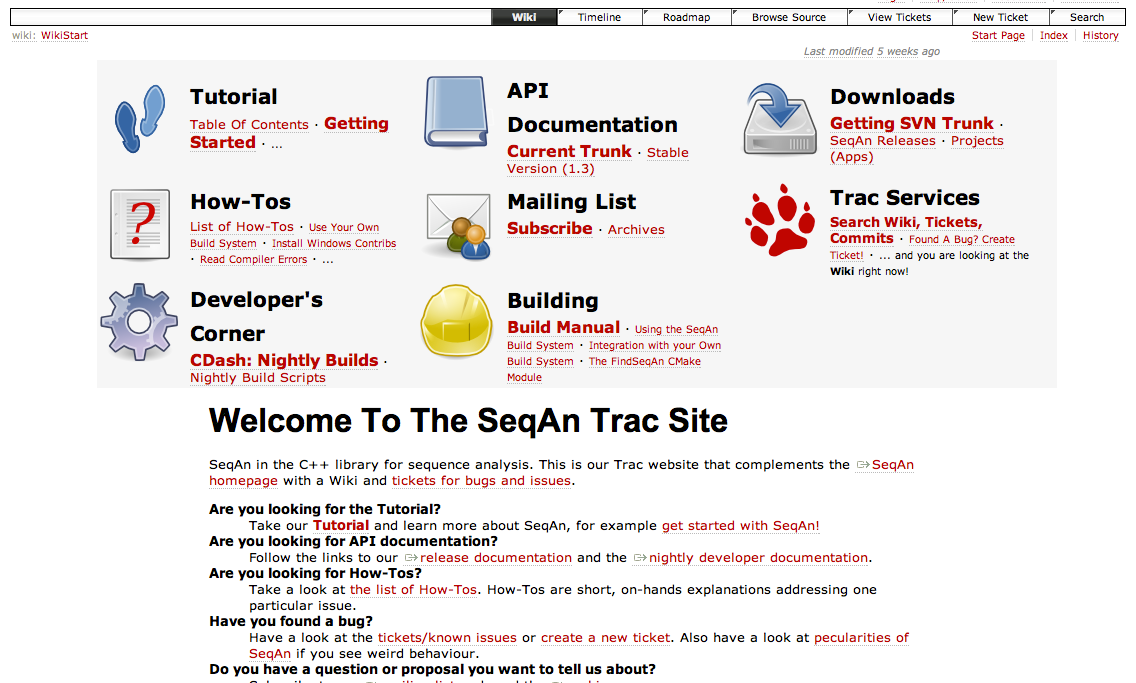 Wiki Timeline Roadmap Browse Source View Tickets New Ticket Search
wiki: WikiStart
Start Page Index History
Last modified 5 weeks ago
Tutorial
Table Of Contents · Getting
Started · ...
API
Documentation
Current Trunk · Stable
Version (1.3)
Downloads
Getting SVN Trunk ·
SeqAn Releases · Projects
(Apps)
How-Tos
List of How-Tos · Use Your Own
Build System · Install Windows Contribs
· Read Compiler Errors · ...
Mailing List
Subscribe · Archives
Trac Services
Search Wiki, Tickets,
Commits · Found A Bug? Create
Ticket! · ... and you are looking at the
Wiki right now!
Developer's
Corner
CDash: Nightly Builds ·
Nightly Build Scripts
Building
Build Manual · Using the SeqAn
Build System · Integration with your Own
Build System · The FindSeqAn CMake
Module
?
Welcome To The SeqAn Trac Site
SeqAn in the C++ library for sequence analysis. This is our Trac website that complements the SeqAn
homepage with a Wiki and tickets for bugs and issues.
Are you looking for the Tutorial?
Take our Tutorial and learn more about SeqAn, for example get started with SeqAn!
Are you looking for API documentation?
Follow the links to our release documentation and the nightly developer documentation.
Are you looking for How-Tos?
Take a look at the list of How-Tos. How-Tos are short, on-hands explanations addressing one
particular issue.
Have you found a bug?
Have a look at the tickets/known issues or create a new ticket. Also have a look at pecularities of
SeqAn if you see weird behaviour.
Do you have a question or proposal you want to tell us about?